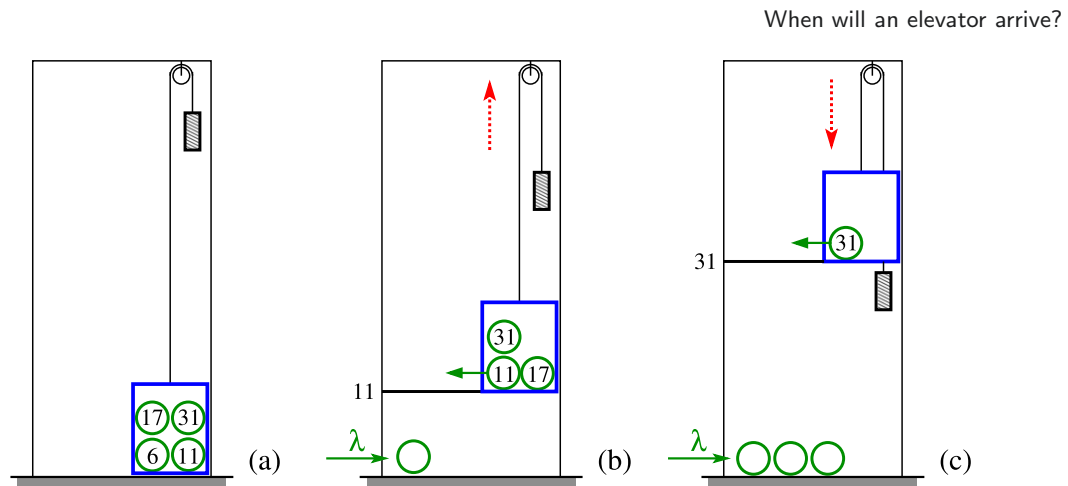 When will an elevator arrive?
17 31
6 11
(a)
31
11 17
11
λ
(b)
31
31
λ
(c)